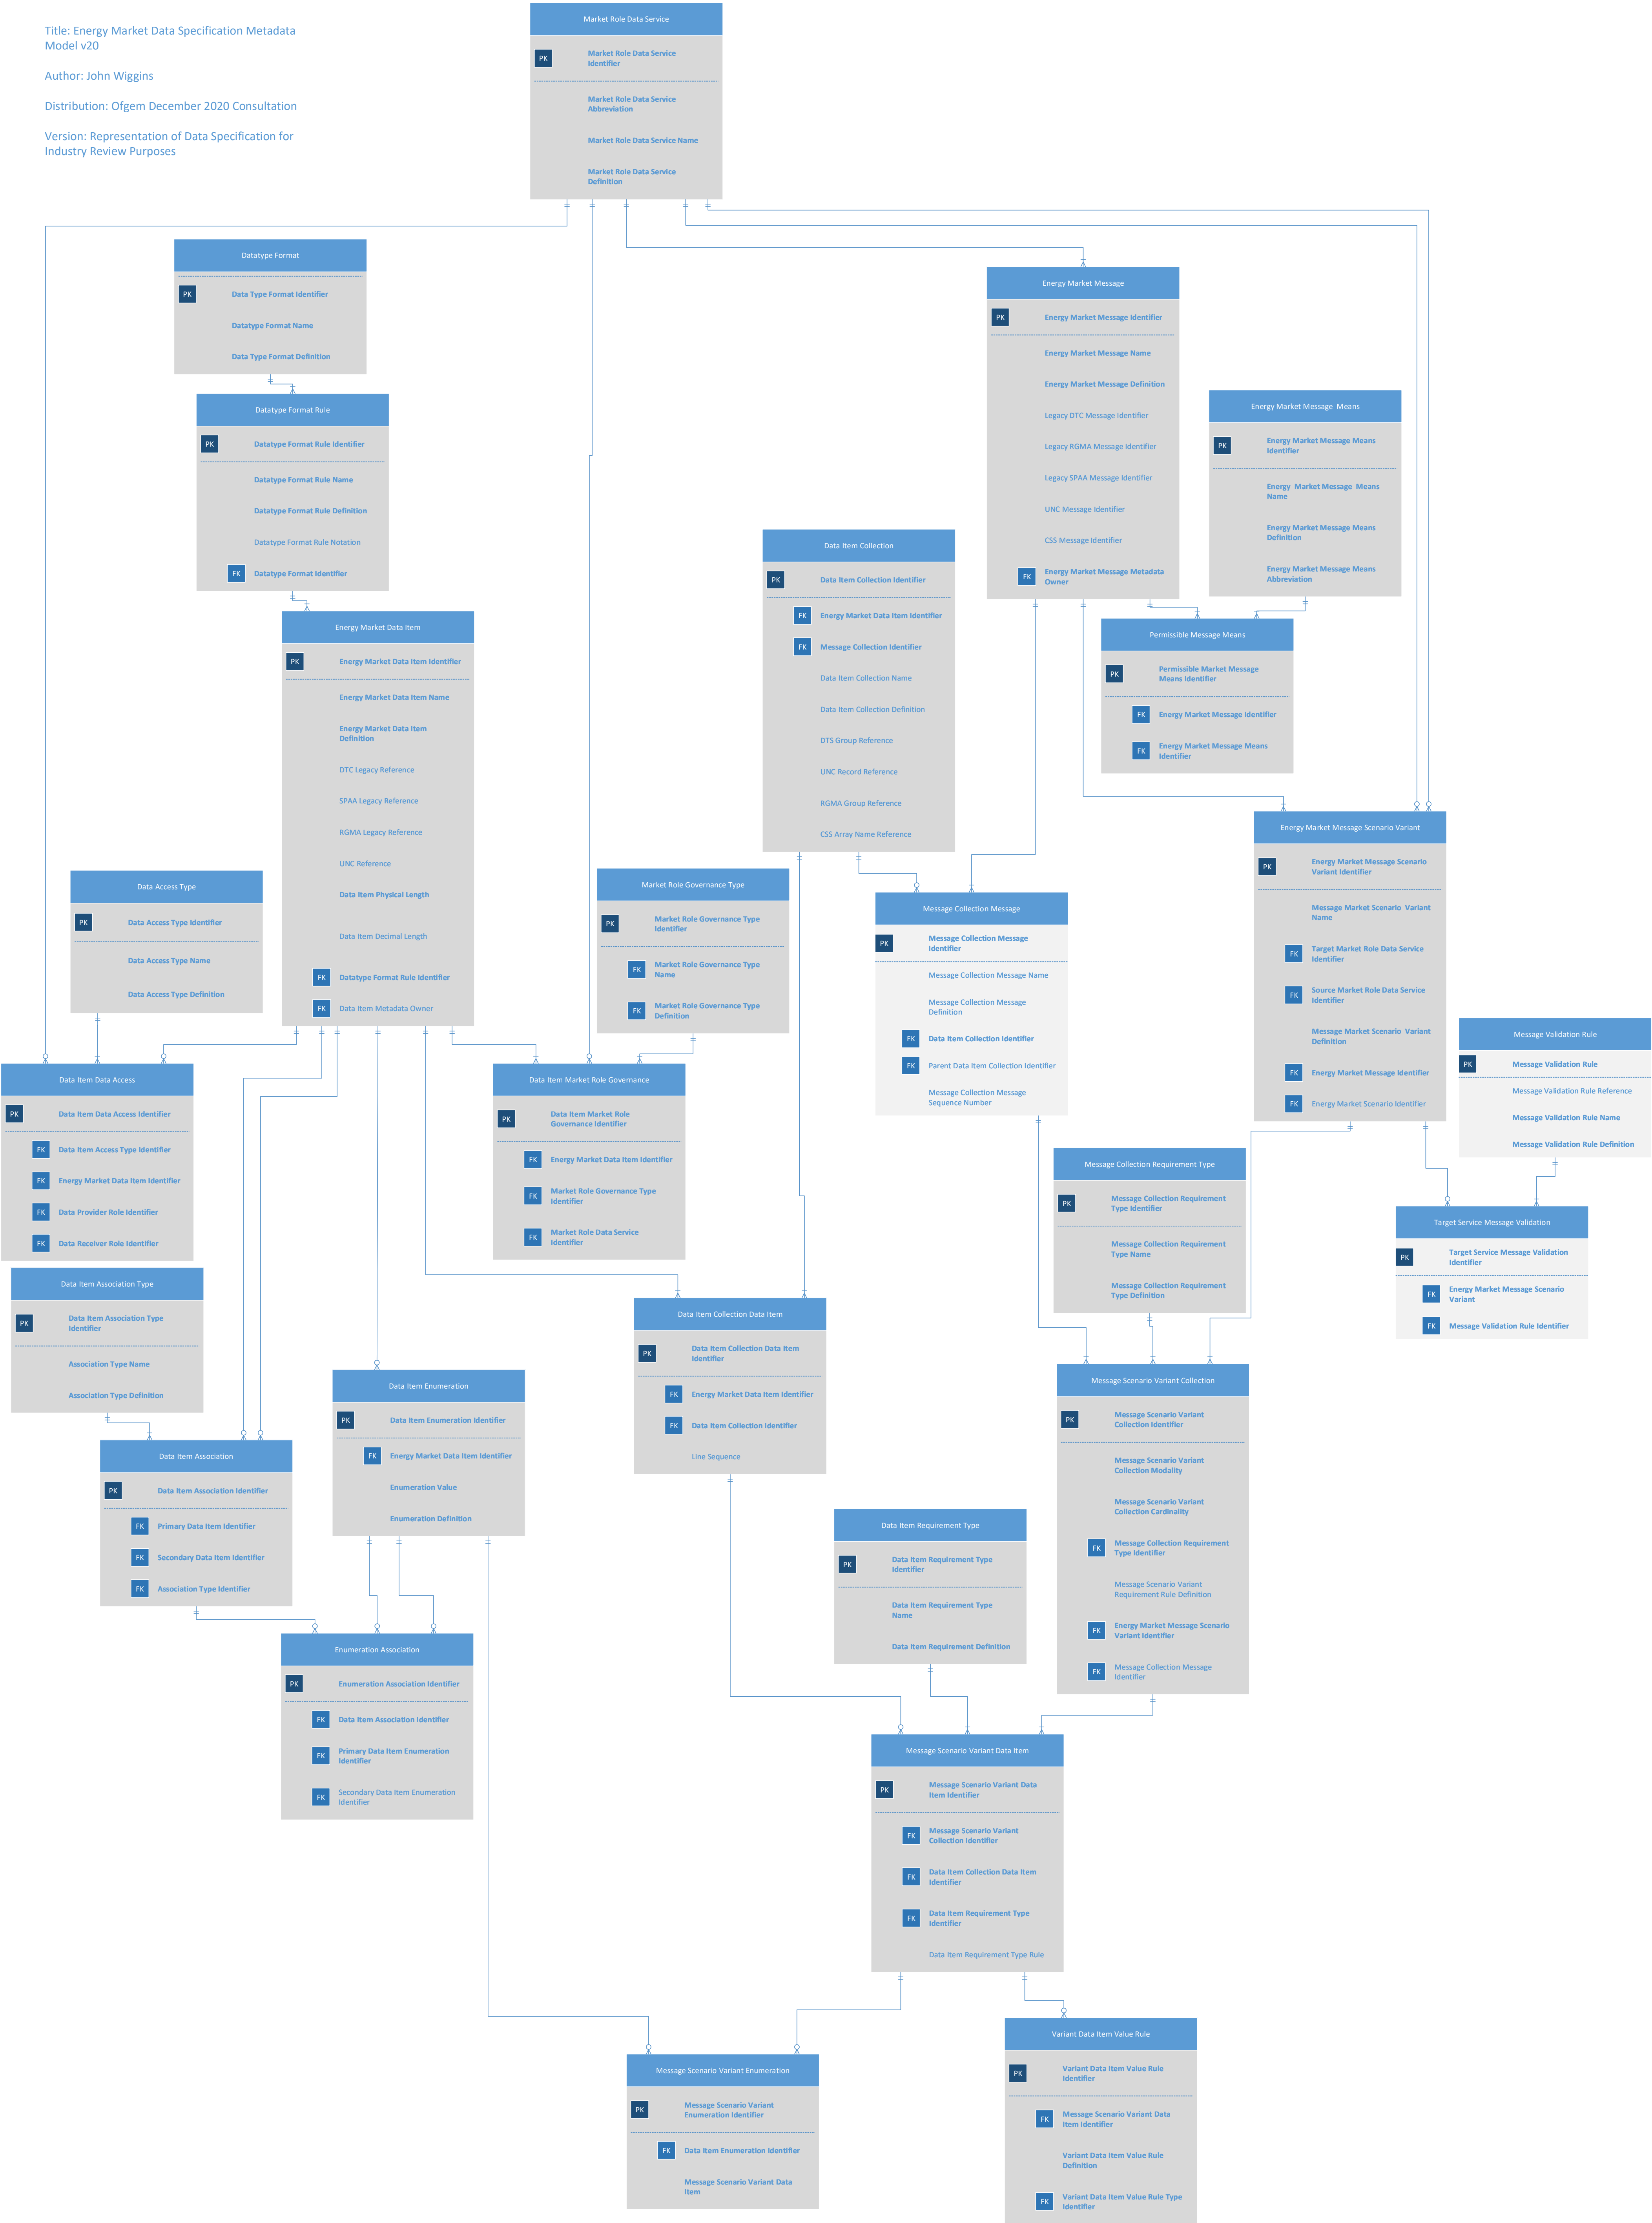 Title: Energy Market Data Specification Metadata
Model v20
Author: John Wiggins
Distribution: Ofgem December 2020 Consultation
Version: Representation of Data Specification for
Industry Review Purposes
Market Role Data Service
PK
Market Role Data Service
Identifier
Market Role Data Service
Abbreviation
Market Role Data Service Name
Market Role Data Service
Definition
Datatype Format
PK
Data Type Format Identifier
Datatype Format Name
Data Type Format Definition
Datatype Format Rule
PK
Datatype Format Rule Identifier
Datatype Format Rule Name
Datatype Format Rule Definition
Datatype Format Rule Notation
FK
Datatype Format Identifier
Energy Market Message
PK
Energy Market Message Identifier
Energy Market Message Name
Energy Market Message Definition
Legacy DTC Message Identifier
Legacy RGMA Message Identifier
Legacy SPAA Message Identifier
UNC Message Identifier
CSS Message Identifier
FK
Energy Market Message Metadata
Owner
Energy Market Message  Means
PK
Energy Market Message Means
Identifier
Energy  Market Message  Means
Name
Energy Market Message Means
Definition
Energy Market Message Means
Abbreviation
Data Item Collection
PK
Data Item Collection Identifier
FK
Energy Market Data Item Identifier
FK
Message Collection Identifier
Data Item Collection Name
Data Item Collection Definition
DTS Group Reference
UNC Record Reference
RGMA Group Reference
CSS Array Name Reference
Energy Market Data Item
PK
Energy Market Data Item Identifier
Energy Market Data Item Name
Energy Market Data Item
Definition
DTC Legacy Reference
SPAA Legacy Reference
RGMA Legacy Reference
UNC Reference
Data Item Physical Length
Data Item Decimal Length
FK
Datatype Format Rule Identifier
FK
Data Item Metadata Owner
Permissible Message Means
PK
Permissible Market Message
Means Identifier
FK
Energy Market Message Identifier
FK
Energy Market Message Means
Identifier
Energy Market Message Scenario Variant
PK
Energy Market Message Scenario
Variant Identifier
Message Market Scenario  Variant
Name
FK
Target Market Role Data Service
Identifier
FK
Source Market Role Data Service
Identifier
Message Market Scenario  Variant
Definition
FK
Energy Market Message Identifier
FK
Energy Market Scenario Identifier
Data Access Type
PK
Data Access Type Identifier
Data Access Type Name
Data Access Type Definition
Market Role Governance Type
PK
Market Role Governance Type
Identifier
FK
Market Role Governance Type
Name
FK
Market Role Governance Type
Definition
Message Collection Message
PK
Message Collection Message
Identifier
Message Collection Message Name
Message Collection Message
Definition
FK
Data Item Collection Identifier
FK
Parent Data Item Collection Identifier
Message Collection Message
Sequence Number
Message Validation Rule
PK
Message Validation Rule
Message Validation Rule Reference
Message Validation Rule Name
Message Validation Rule Definition
Data Item Data Access
PK
Data Item Data Access Identifier
FK
Data Item Access Type Identifier
FK
Energy Market Data Item Identifier
FK
Data Provider Role Identifier
FK
Data Receiver Role Identifier
Data Item Market Role Governance
PK
Data Item Market Role
Governance Identifier
FK
Energy Market Data Item Identifier
FK
Market Role Governance Type
Identifier
FK
Market Role Data Service
Identifier
Message Collection Requirement Type
PK
Message Collection Requirement
Type Identifier
Message Collection Requirement
Type Name
Message Collection Requirement
Type Definition
Target Service Message Validation
PK
Target Service Message Validation
Identifier
FK
Energy Market Message Scenario
Variant
FK
Message Validation Rule Identifier
Data Item Association Type
PK
Data Item Association Type
Identifier
Association Type Name
Association Type Definition
Data Item Collection Data Item
PK
Data Item Collection Data Item
Identifier
FK
Energy Market Data Item Identifier
FK
Data Item Collection Identifier
Line Sequence
Data Item Enumeration
PK
Data Item Enumeration Identifier
FK
Energy Market Data Item Identifier
Enumeration Value
Enumeration Definition
Message Scenario Variant Collection
PK
Message Scenario Variant
Collection Identifier
Message Scenario Variant
Collection Modality
Message Scenario Variant
Collection Cardinality
FK
Message Collection Requirement
Type Identifier
Message Scenario Variant
Requirement Rule Definition
FK
Energy Market Message Scenario
Variant Identifier
FK
Message Collection Message
Identifier
Data Item Association
PK
Data Item Association Identifier
FK
Primary Data Item Identifier
FK
Secondary Data Item Identifier
FK
Association Type Identifier
Data Item Requirement Type
PK
Data Item Requirement Type
Identifier
Data Item Requirement Type
Name
Data Item Requirement Definition
Enumeration Association
PK
Enumeration Association Identifier
FK
Data Item Association Identifier
FK
Primary Data Item Enumeration
Identifier
FK
Secondary Data Item Enumeration
Identifier
Message Scenario Variant Data Item
PK
Message Scenario Variant Data
Item Identifier
FK
Message Scenario Variant
Collection Identifier
FK
Data Item Collection Data Item
Identifier
FK
Data Item Requirement Type
Identifier
Data Item Requirement Type Rule
Message Scenario Variant Enumeration
PK
Message Scenario Variant
Enumeration Identifier
FK
Data Item Enumeration Identifier
Message Scenario Variant Data
Item
Variant Data Item Value Rule
PK
Variant Data Item Value Rule
Identifier
FK
Message Scenario Variant Data
Item Identifier
Variant Data Item Value Rule
Definition
FK
Variant Data Item Value Rule Type
Identifier